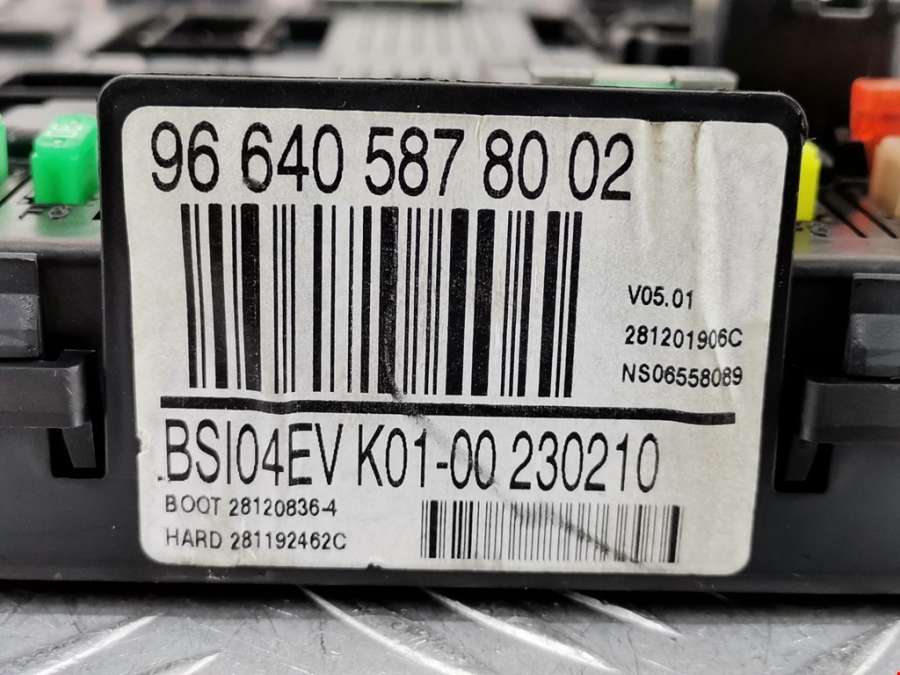 96 640 587 80 02
V05.01
281201906C
NS06558089
BSI04EV K01-00 230210
BOOT 28120836-4
HARD 281192462C